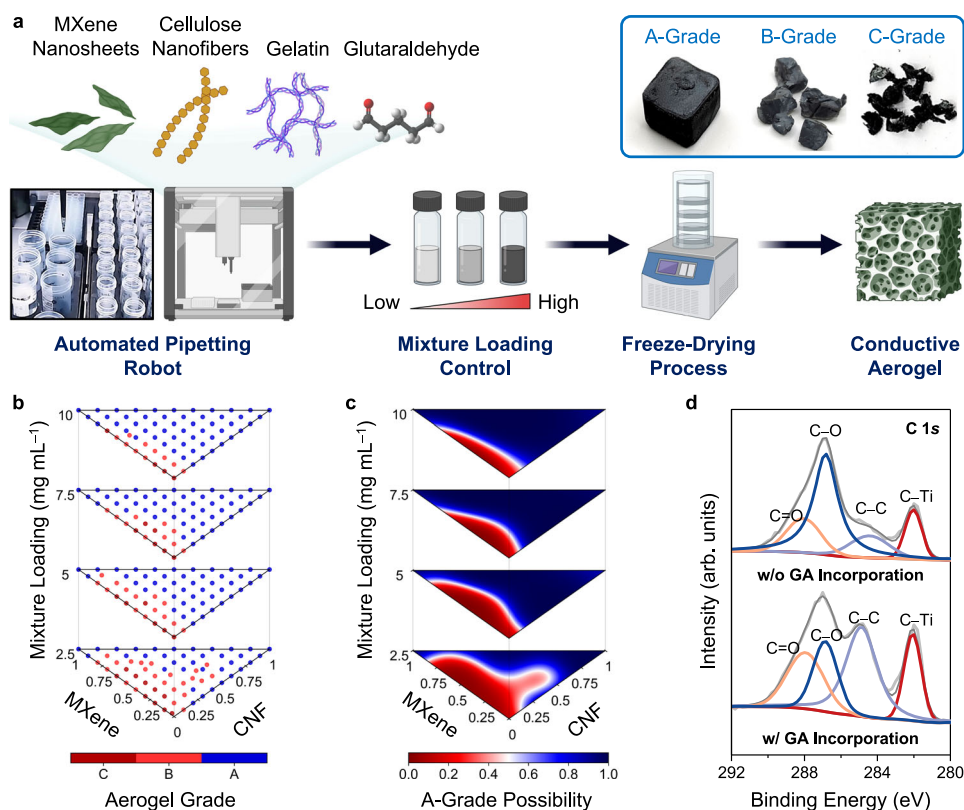 a
MXene
Nanosheets
Cellulose
Nanofibers
Gelatin
Glutaraldehyde
A-Grade
B-Grade
C-Grade
Low
High
Automated Pipetting
Robot
Mixture Loading
Control
Freeze-Drying
Process
Conductive
Aerogel
b
Mixture Loading (mg mL⁻¹)
10
7.5
5
2.5
1
0.75
0.5
0.25
0
0.25
0.5
0.75
1
MXene
CNF
C
B
A
Aerogel Grade
c
Mixture Loading (mg mL⁻¹)
10
7.5
5
2.5
1
0.75
0.5
0.25
0
0.25
0.5
0.75
1
MXene
CNF
0.0 0.2 0.4 0.6 0.8 1.0
A-Grade Possibility
d
C 1s
C–O
C=O
C–C
C–Ti
w/o GA Incorporation
C=O
C–O
C–C
C–Ti
w/ GA Incorporation
Intensity (arb. units)
292 288 284 280
Binding Energy (eV)